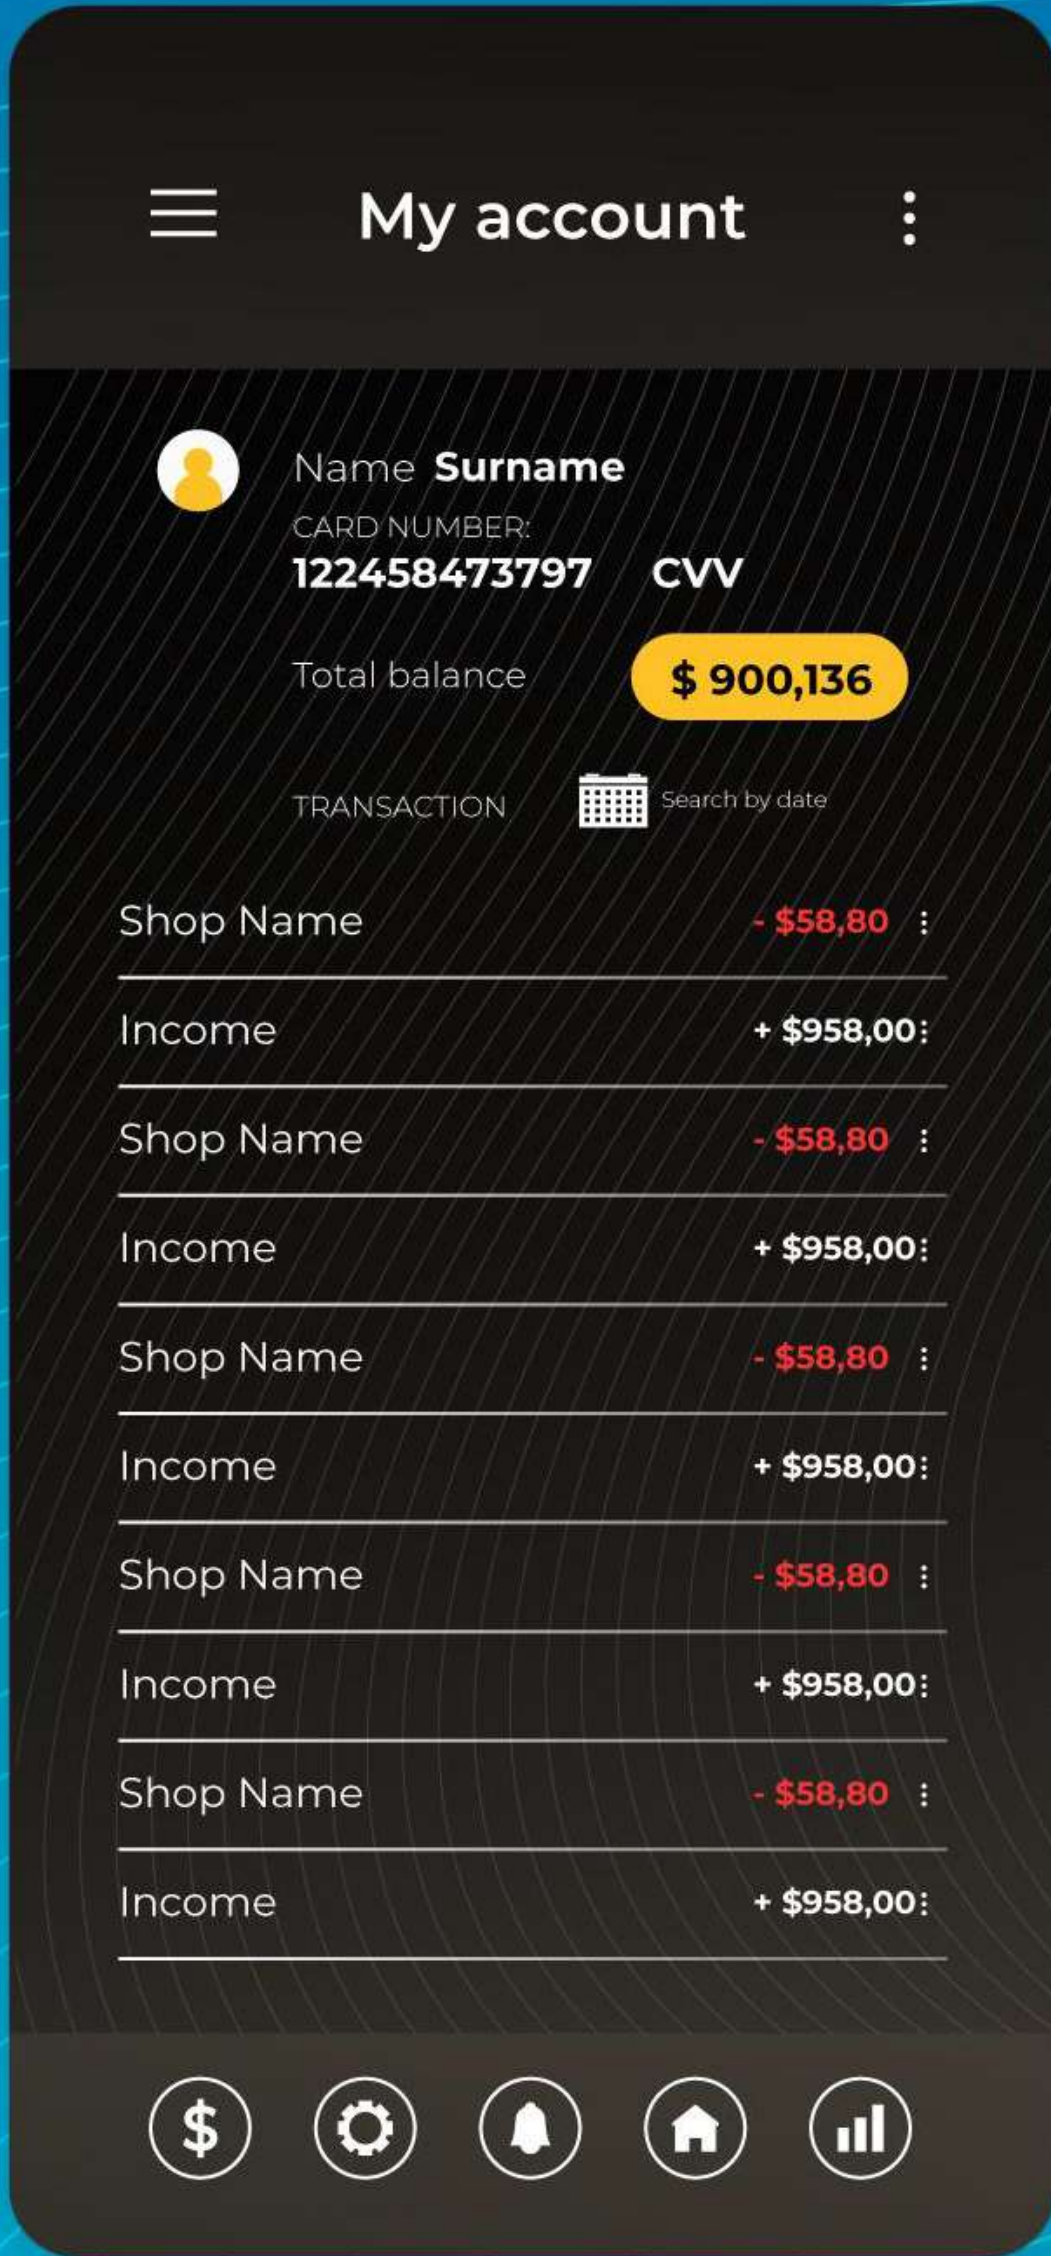 My account
Name Surname
CARD NUMBER:
122458473797 CVV
Total balance $ 900,136
TRANSACTION Search by date
Shop Name - $58,80
Income + $958,00
Shop Name - $58,80
Income + $958,00
Shop Name - $58,80
Income + $958,00
Shop Name - $58,80
Income + $958,00
Shop Name - $58,80
Income + $958,00
$